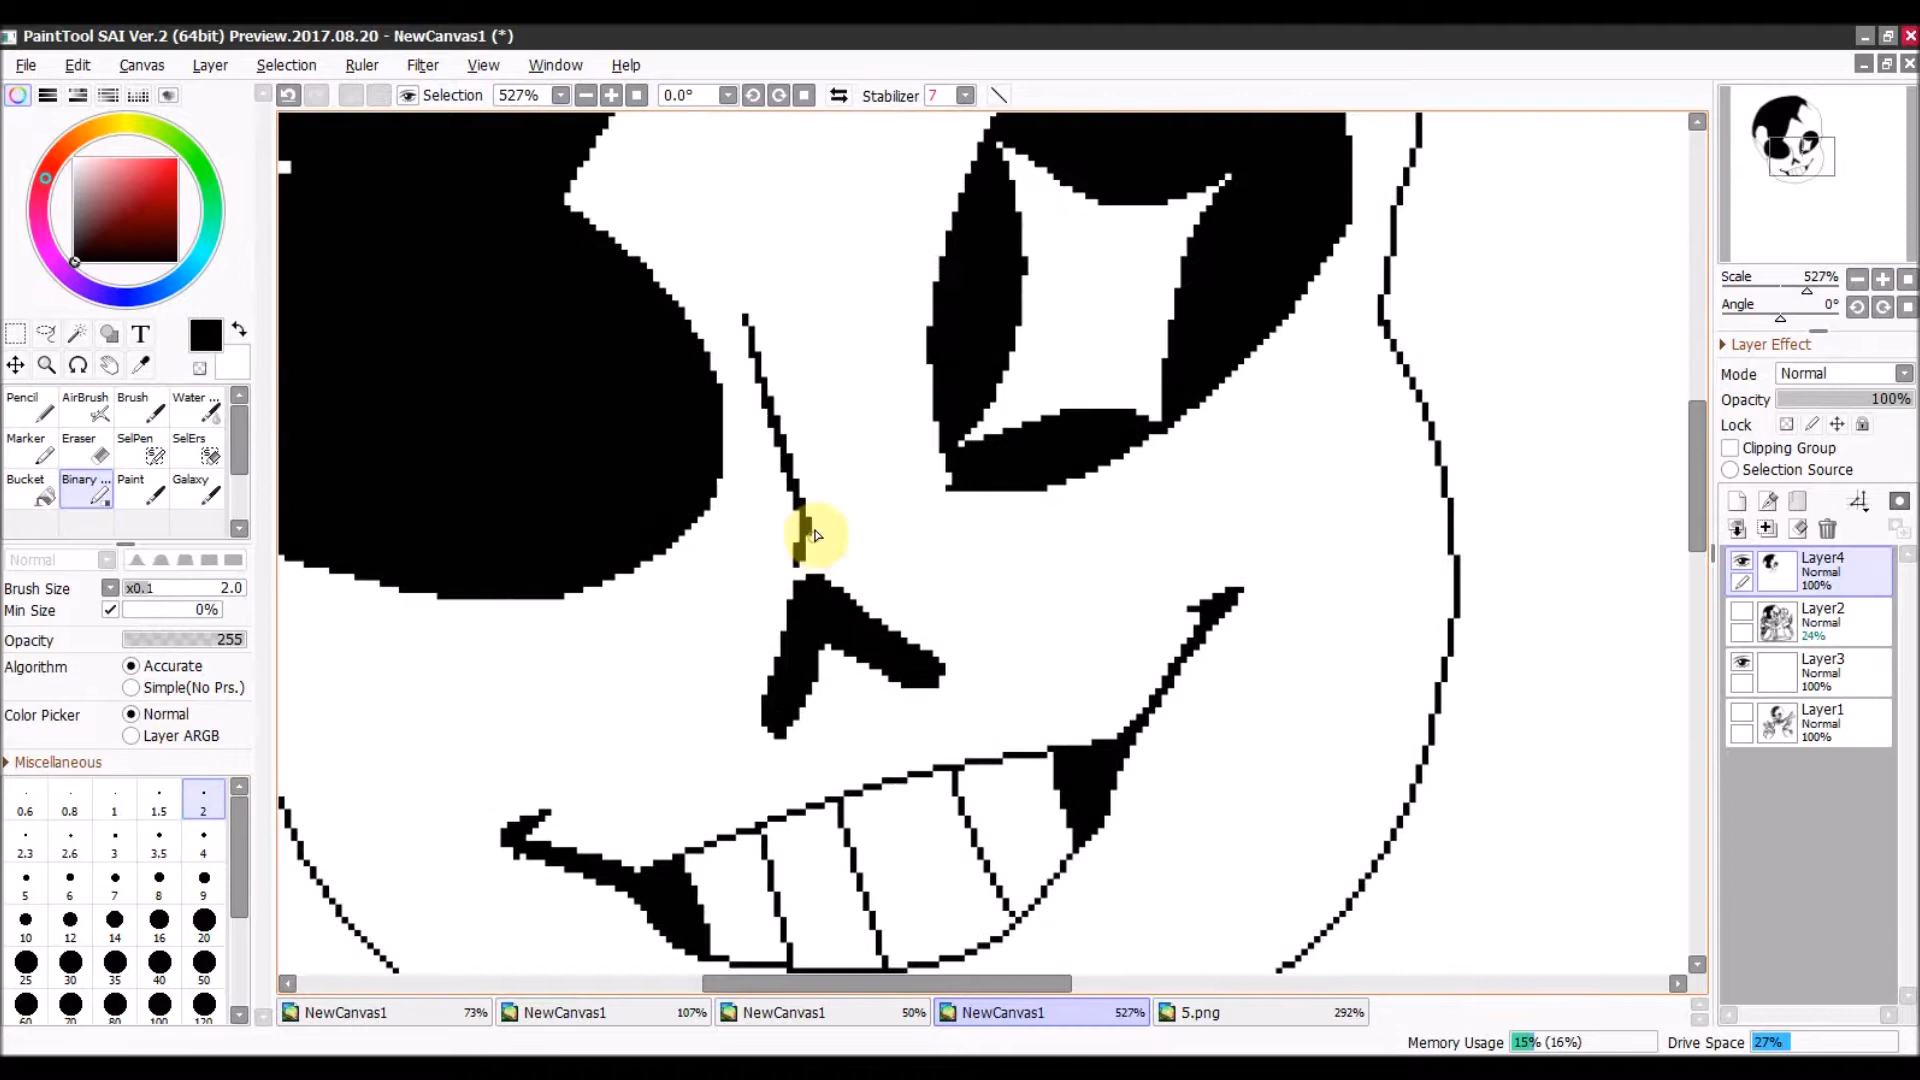 PaintTool SAI Ver.2 (64bit) Preview.2017.08.20 - NewCanvas1 (*)
File Edit Canvas Layer Selection Ruler Filter View Window Help
Selection 527% 0.0° Stabilizer 7
Scale 527%
Angle 0°
T
Layer Effect
Mode Normal
Opacity 100%
Lock
Clipping Group
Selection Source
Pencil AirBrush Brush Water ...
Marker Eraser SelPen SelErs
Bucket Binary ... Paint Galaxy
Normal
Brush Size x0.1 2.0
Min Size 0%
Opacity 255
Algorithm Accurate
Simple(No Prs.)
Color Picker Normal
Layer ARGB
Miscellaneous
0.6 0.8 1 1.5 2
2.3 2.6 3 3.5 4
5 6 7 8 9
10 12 14 16 20
25 30 35 40 50
60 70 80 100 120
Layer4
Normal
100%
Layer2
Normal
24%
Layer3
Normal
100%
Layer1
Normal
100%
NewCanvas1 73% NewCanvas1 107% NewCanvas1 50% NewCanvas1 527% 5.png 292%
Memory Usage 15% (16%) Drive Space 27%